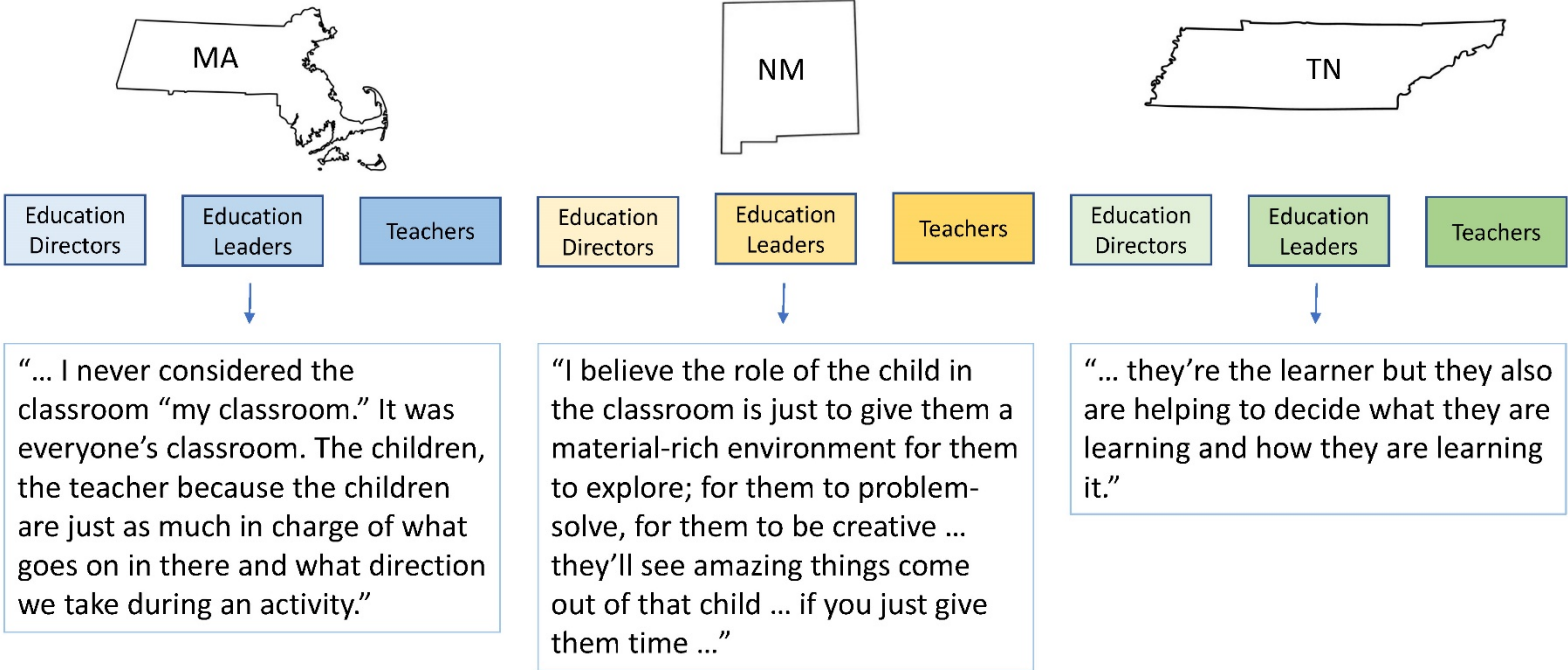 MA
NM
TN
Education
Directors
Education
Leaders
Teachers
Education
Directors
Education
Leaders
Teachers
Education
Directors
Education
Leaders
Teachers
“… I never considered the
classroom “my classroom.” It was
everyone’s classroom. The children,
the teacher because the children
are just as much in charge of what
goes on in there and what direction
we take during an activity.”
“I believe the role of the child in
the classroom is just to give them a
material-rich environment for them
to explore; for them to problem-
solve, for them to be creative …
they’ll see amazing things come
out of that child … if you just give
them time …”
“… they’re the learner but they also
are helping to decide what they are
learning and how they are learning
it.”